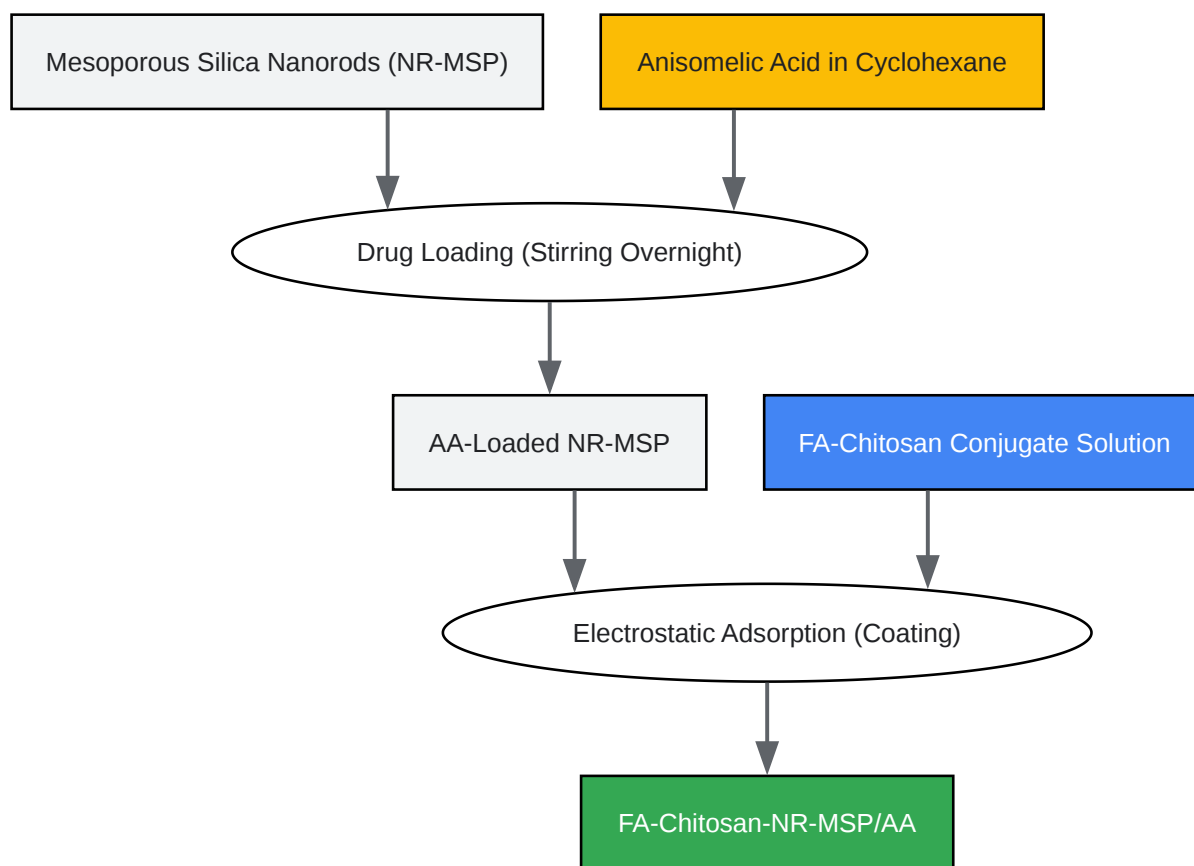 Mesoporous Silica Nanorods (NR-MSP)
Anisomelic Acid in Cyclohexane
Drug Loading (Stirring Overnight)
AA-Loaded NR-MSP
FA-Chitosan Conjugate Solution
Electrostatic Adsorption (Coating)
FA-Chitosan-NR-MSP/AA